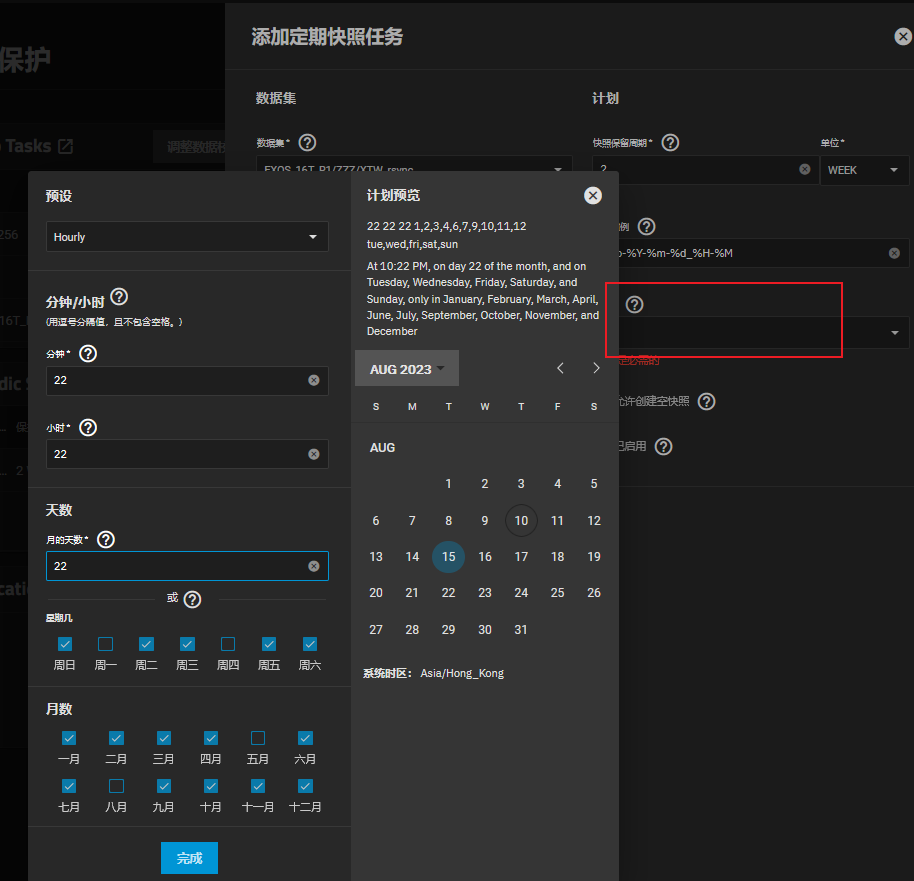 添加定期快照任务
保护
数据集
计划
Tasks
调整数据
数据集*
快照保留周期*
单位*
EXOS_16T_R1/ZZZ/XTW_rsync
2
WEEK
256
例
%Y-%m-%d_%H-%M
16T_
是必需的
允许创建空快照
已启用
dic S
保
2
cati
预设
Hourly
分钟/小时
(用逗号分隔值，且不包含空格。)
分钟*
22
小时*
22
天数
月的天数*
22
或
星期几
周日 周一 周二 周三 周四 周五 周六
月数
一月 二月 三月 四月 五月 六月
七月 八月 九月 十月 十一月 十二月
完成
计划预览
22 22 22 1,2,3,4,6,7,9,10,11,12
tue,wed,fri,sat,sun
At 10:22 PM, on day 22 of the month, and on
Tuesday, Wednesday, Friday, Saturday, and
Sunday, only in January, February, March, April,
June, July, September, October, November, and
December
AUG 2023
S M T W T F S
AUG
1 2 3 4 5
6 7 8 9 10 11 12
13 14 15 16 17 18 19
20 21 22 23 24 25 26
27 28 29 30 31
系统时区： Asia/Hong_Kong